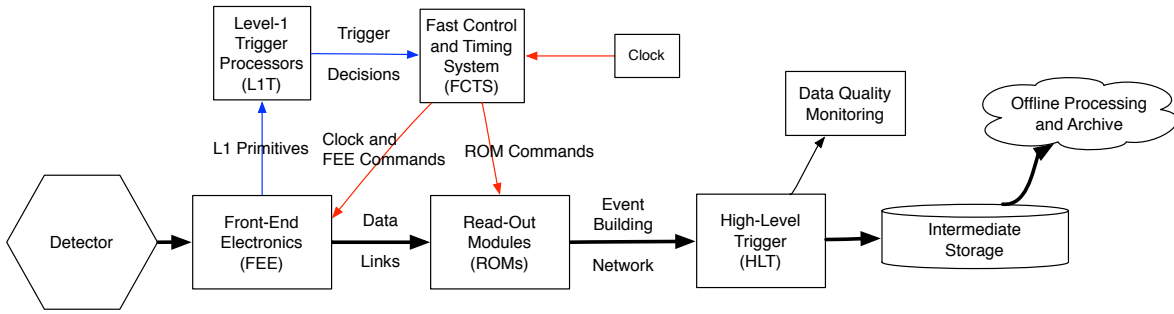 Level-1
Trigger
Processors
(L1T)
Trigger
Decisions
Fast Control
and Timing
System
(FCTS)
Clock
Data Quality
Monitoring
Offline Processing
and Archive
L1 Primitives
Clock and
FEE Commands
ROM Commands
Detector
Front-End
Electronics
(FEE)
Data
Links
Read-Out
Modules
(ROMs)
Event
Building
Network
High-Level
Trigger
(HLT)
Intermediate
Storage